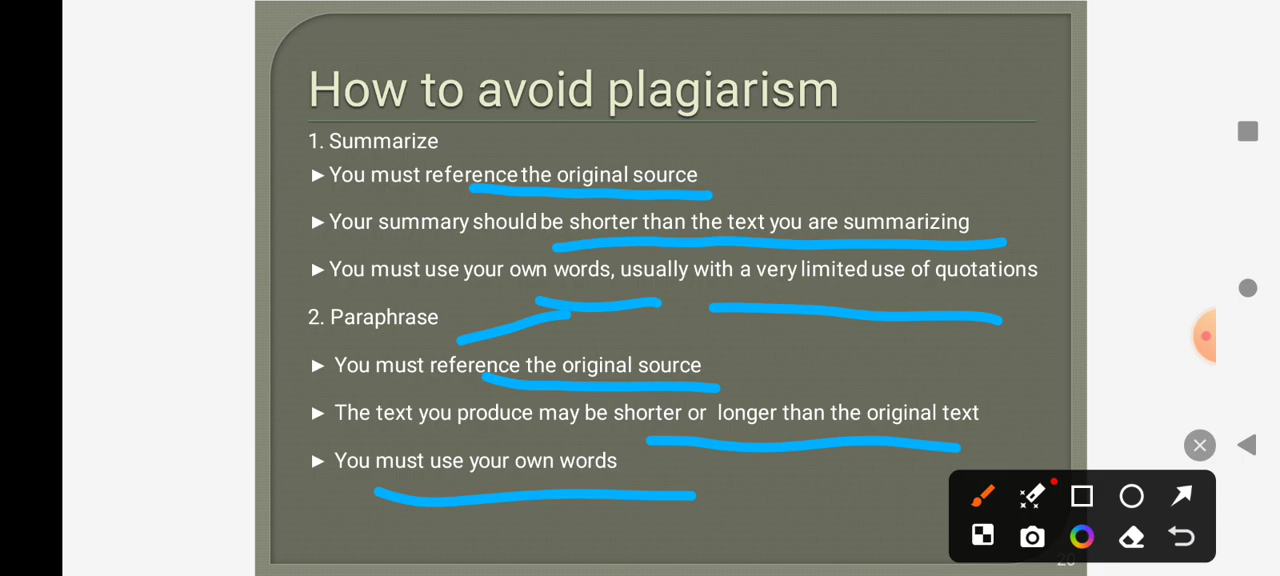 How to avoid plagiarism
1. Summarize
►You must reference the original source
►Your summary should be shorter than the text you are summarizing
►You must use your own words, usually with a very limited use of quotations
2. Paraphrase
► You must reference the original source
► The text you produce may be shorter or longer than the original text
► You must use your own words
20